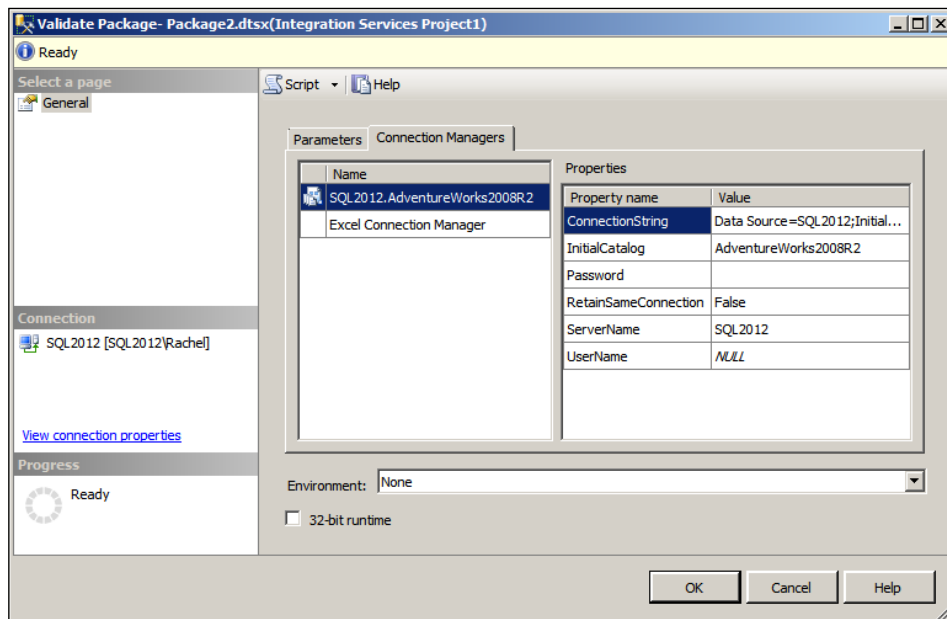 Validate Package- Package2.dtsx(Integration Services Project1)
Ready
Select a page
General
Script
Help
Parameters
Connection Managers
Name
SQL2012.AdventureWorks2008R2
Excel Connection Manager
Properties
Property name Value
ConnectionString Data Source=SQL2012;Initial...
InitialCatalog AdventureWorks2008R2
Password
RetainSameConnection False
ServerName SQL2012
UserName NULL
Connection
SQL2012 [SQL2012\Rachel]
View connection properties
Progress
Ready
Environment: None
32-bit runtime
OK Cancel Help